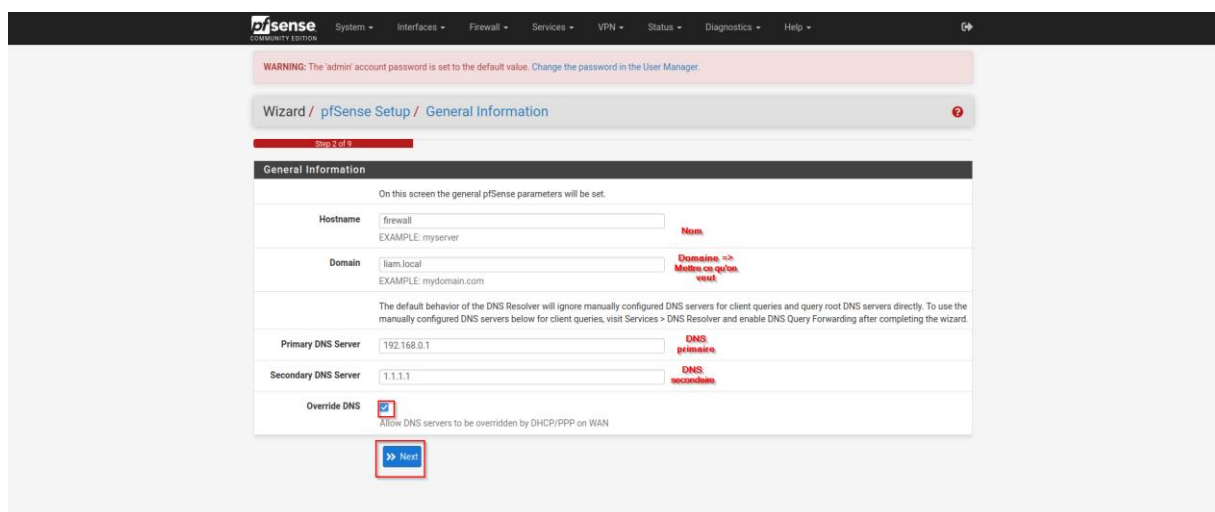 pfsense System Interfaces Firewall Services VPN Status Diagnostics Help
COMMUNITY EDITION
WARNING: The 'admin' account password is set to the default value. Change the password in the User Manager.
Wizard / pfSense Setup / General Information
Step 2 of 9
General Information
On this screen the general pfSense parameters will be set.
Hostname firewall
EXAMPLE: myserver
Nom
Domain liam.local
EXAMPLE: mydomain.com
Domaine =>
Mettre ce qu'on
veut
The default behavior of the DNS Resolver will ignore manually configured DNS servers for client queries and query root DNS servers directly. To use the
manually configured DNS servers below for client queries, visit Services > DNS Resolver and enable DNS Query Forwarding after completing the wizard.
Primary DNS Server 192.168.0.1
DNS
primaire
Secondary DNS Server 1.1.1.1
DNS
secondaire
Override DNS
Allow DNS servers to be overridden by DHCP/PPP on WAN
>> Next